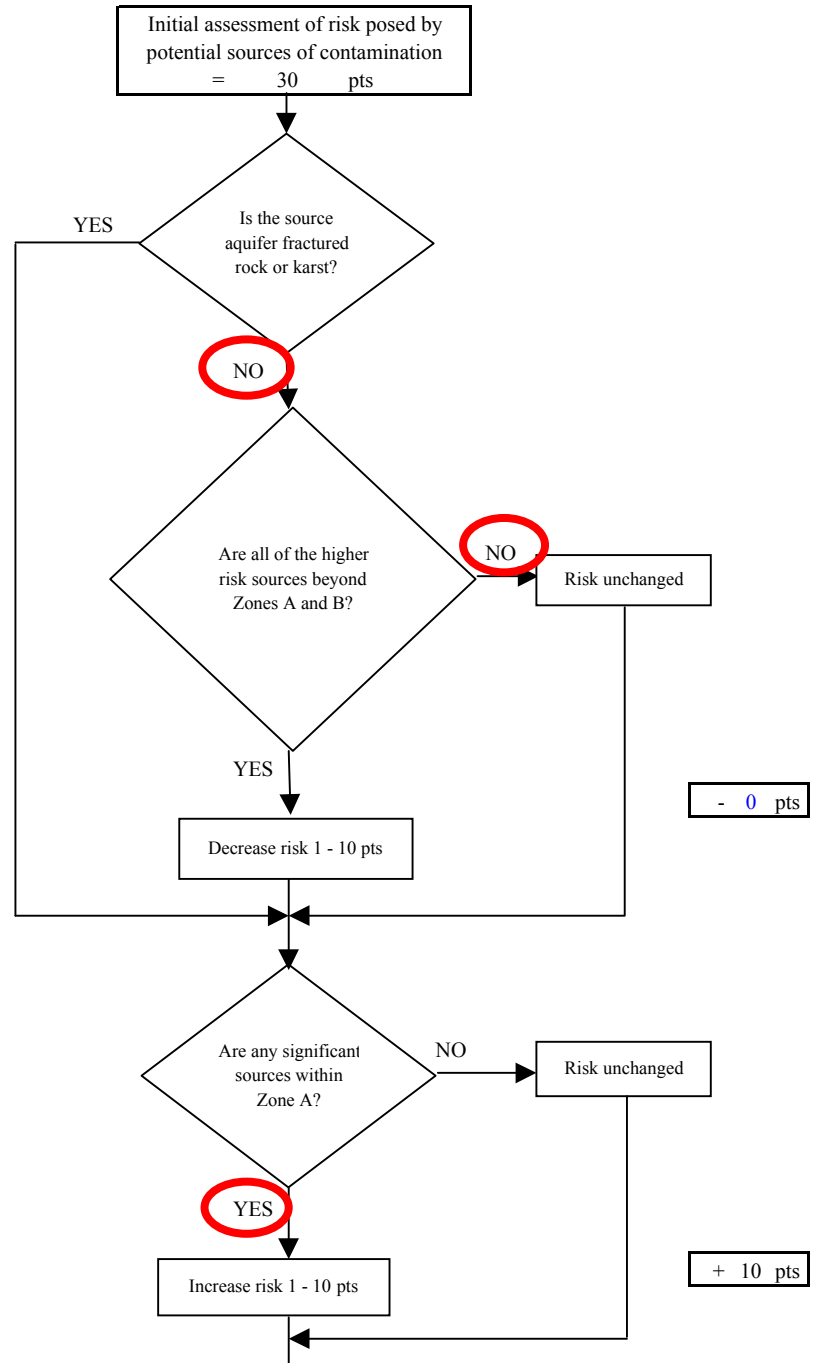 Initial assessment of risk posed by
potential sources of contamination
= 30 pts
YES
Is the source
aquifer fractured
rock or karst?
NO
Are all of the higher
risk sources beyond
Zones A and B?
NO
Risk unchanged
YES
- 0 pts
Decrease risk 1 - 10 pts
Are any significant
sources within
Zone A?
NO
Risk unchanged
YES
+ 10 pts
Increase risk 1 - 10 pts